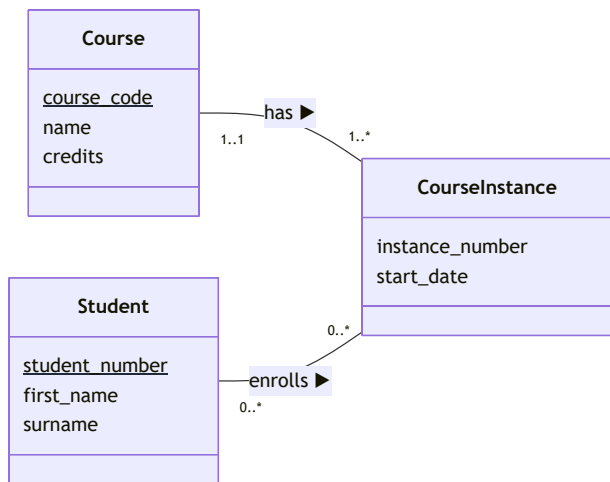 Course
course_code
name
credits
has ▶
1..1
1..*
CourseInstance
instance_number
start_date
Student
student_number
first_name
surname
0..*
enrolls ▶
0..*